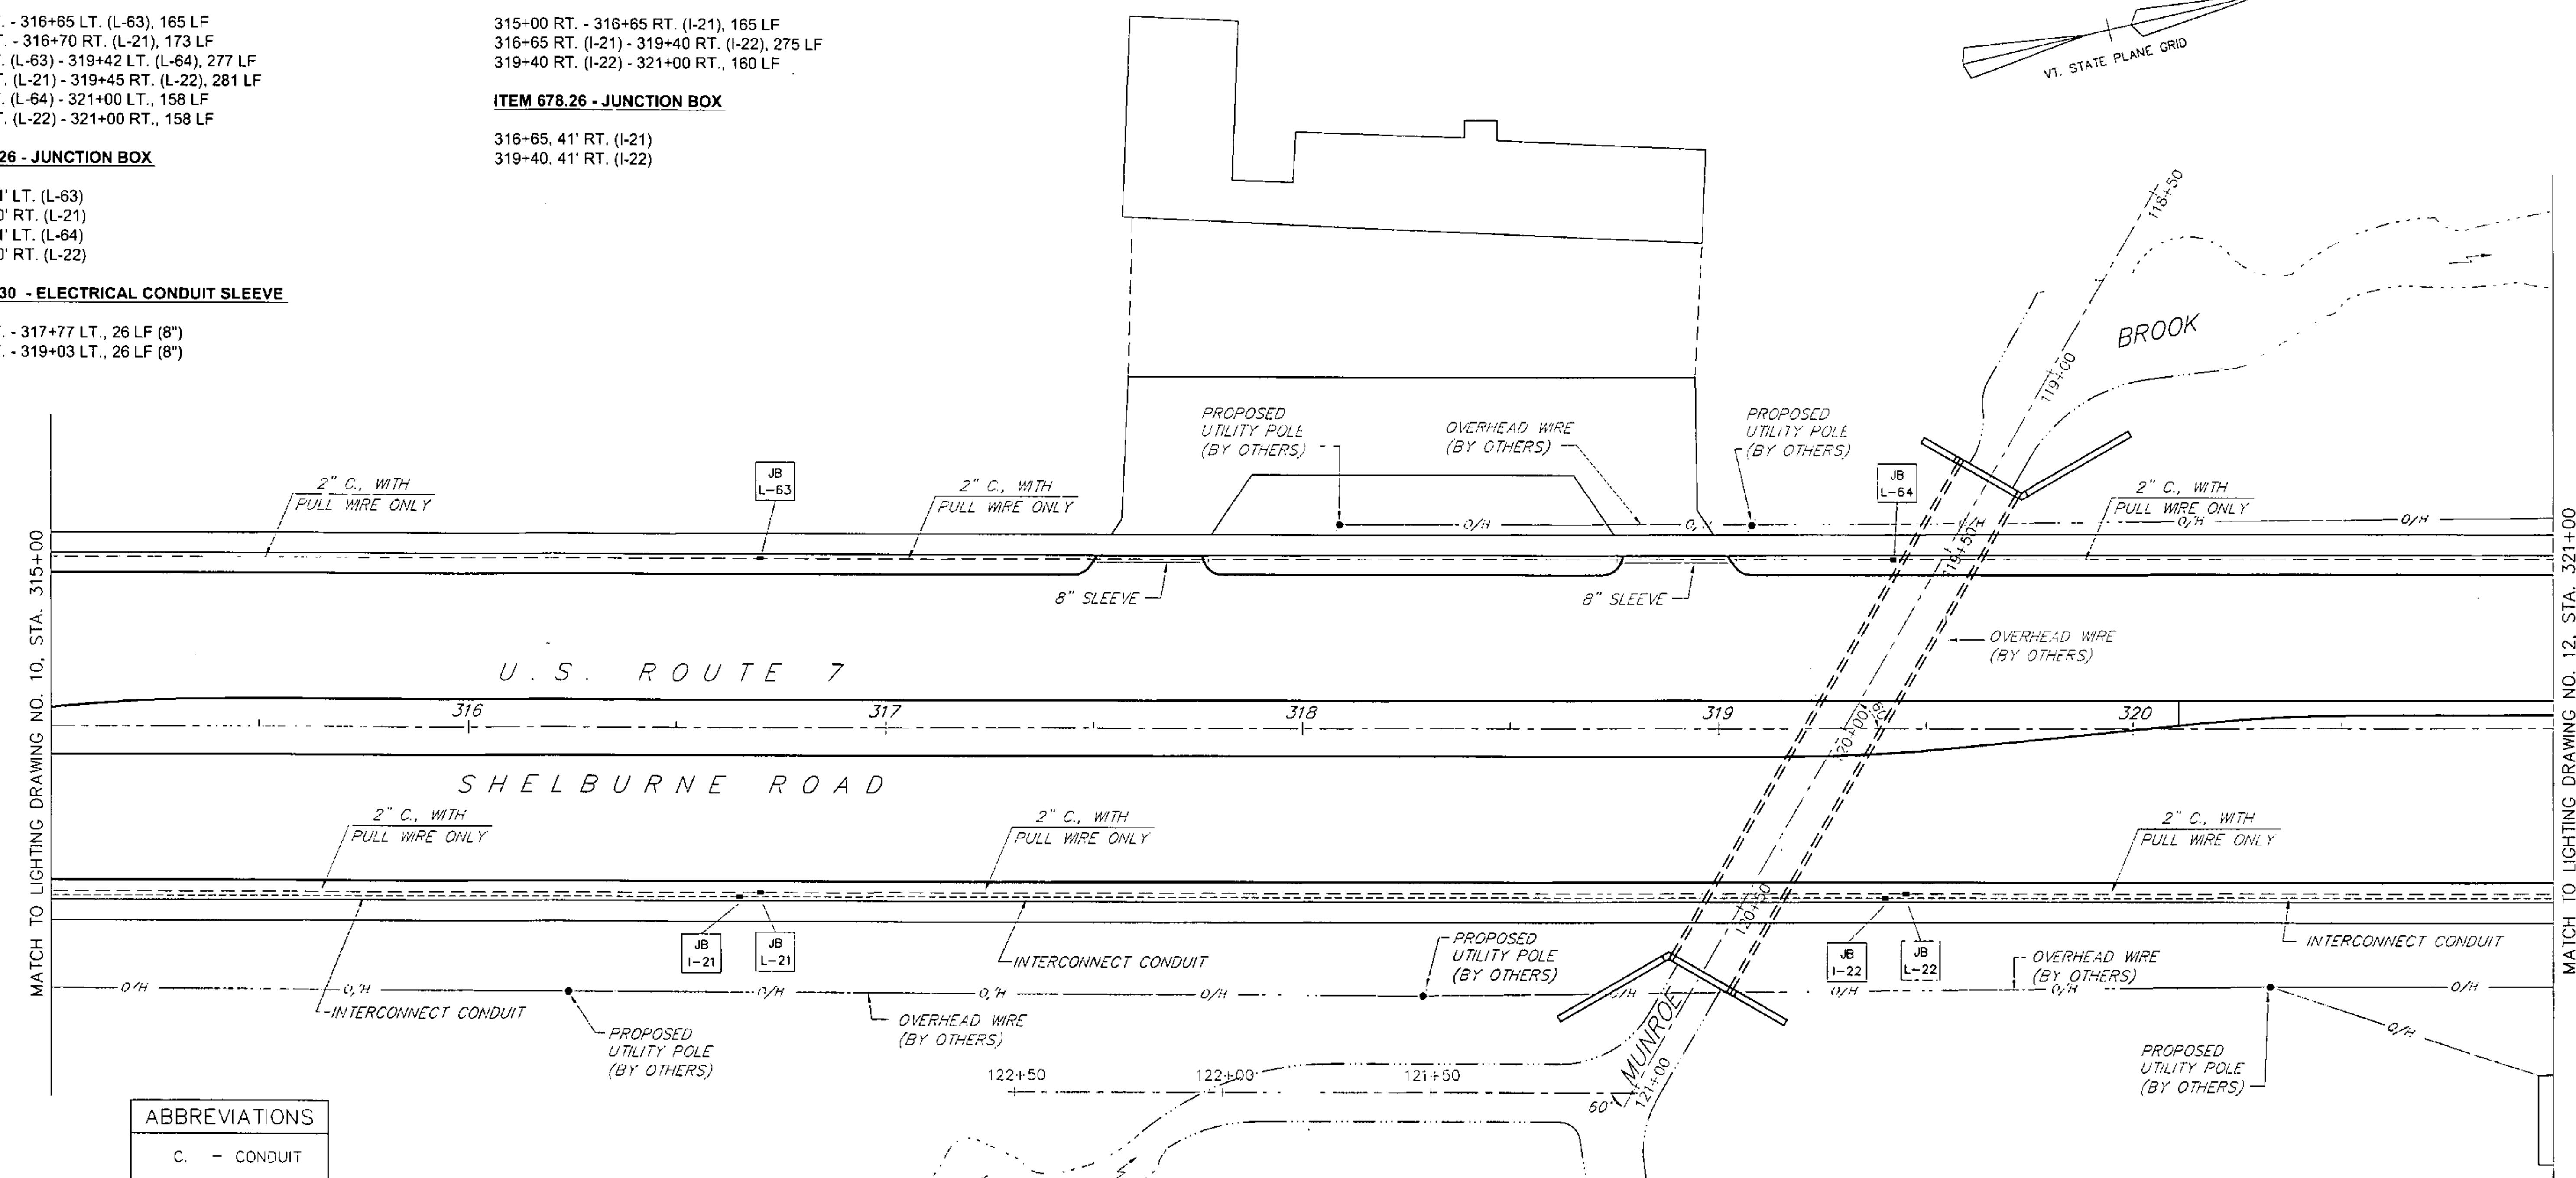 - 316+65 LT. (L-63), 165 LF
- 316+70 RT. (L-21), 173 LF
(L-63) - 319+42 LT. (L-64), 277 LF
(L-21) - 319+45 RT. (L-22), 281 LF
(L-64) - 321+00 LT., 158 LF
(L-22) - 321+00 RT., 158 LF
26 - JUNCTION BOX
' LT. (L-63)
' RT. (L-21)
' LT. (L-64)
' RT. (L-22)
30 - ELECTRICAL CONDUIT SLEEVE
- 317+77 LT., 26 LF (8")
- 319+03 LT., 26 LF (8")
315+00 RT. - 316+65 RT. (I-21), 165 LF
316+65 RT. (I-21) - 319+40 RT. (I-22), 275 LF
319+40 RT. (I-22) - 321+00 RT., 160 LF
ITEM 678.26 - JUNCTION BOX
316+65, 41' RT. (I-21)
319+40, 41' RT. (I-22)
VT. STATE PLANE GRID
118+50
BROOK
119+00
PROPOSED
UTILITY POLE
(BY OTHERS)
OVERHEAD WIRE
(BY OTHERS)
PROPOSED
UTILITY POLE
(BY OTHERS)
2" C., WITH
PULL WIRE ONLY
JB
L-63
2" C., WITH
PULL WIRE ONLY
JB
L-64
2" C., WITH
PULL WIRE ONLY
O/H
O/H
O/H
O/H
O/H
119+50
8" SLEEVE
8" SLEEVE
OVERHEAD WIRE
(BY OTHERS)
MATCH TO LIGHTING DRAWING NO. 10, STA. 315+00
MATCH TO LIGHTING DRAWING NO. 12, STA. 321+00
U.S. ROUTE 7
316
317
318
319
320
120+00
SHELBURNE ROAD
2" C., WITH
PULL WIRE ONLY
2" C., WITH
PULL WIRE ONLY
2" C., WITH
PULL WIRE ONLY
120+50
JB
I-21
JB
L-21
INTERCONNECT CONDUIT
PROPOSED
UTILITY POLE
(BY OTHERS)
JB
I-22
JB
L-22
OVERHEAD WIRE
(BY OTHERS)
INTERCONNECT CONDUIT
O/H
O/H
O/H
O/H
O/H
O/H
O/H
O/H
O/H
O/H
INTERCONNECT CONDUIT
PROPOSED
UTILITY POLE
(BY OTHERS)
OVERHEAD WIRE
(BY OTHERS)
MUNROE
121+00
60°
122+50
122+00
121+50
PROPOSED
UTILITY POLE
(BY OTHERS)
ABBREVIATIONS
C. - CONDUIT